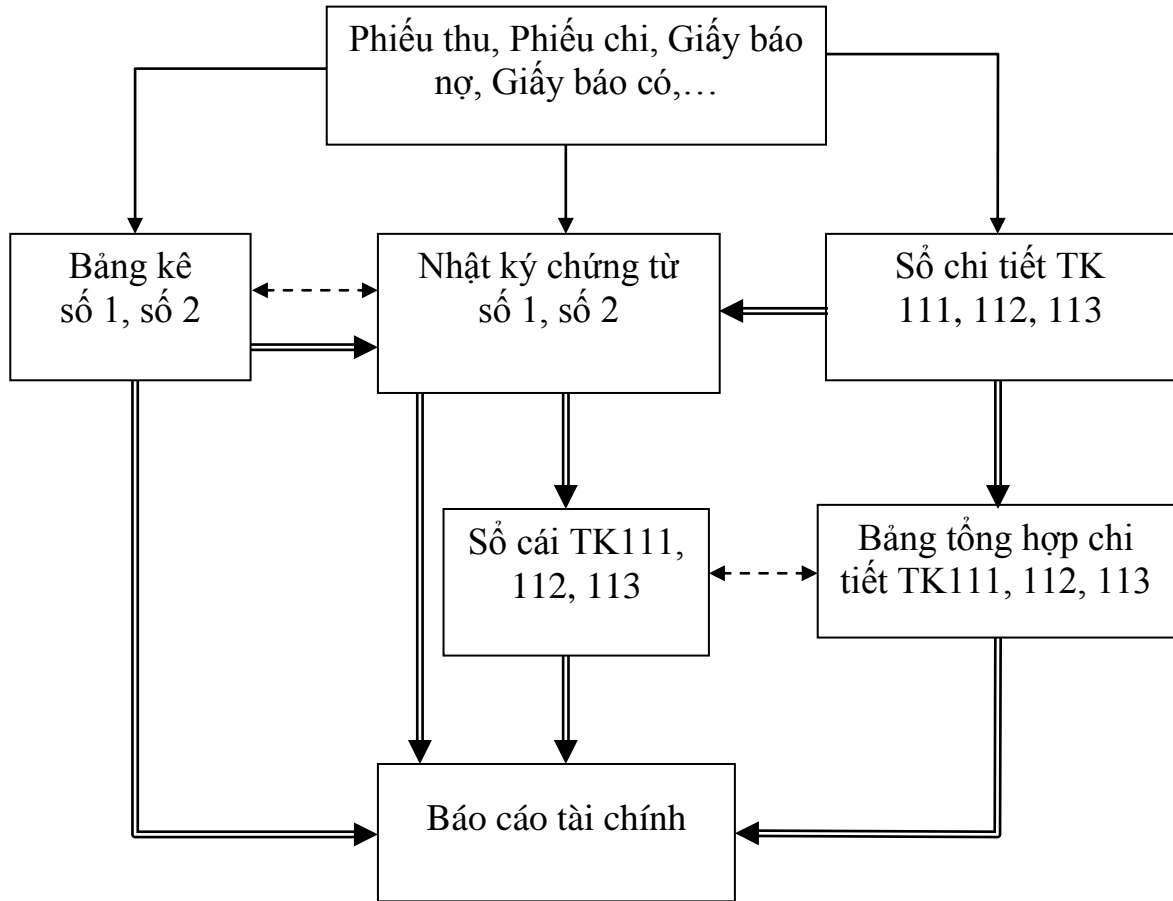 Phiếu thu, Phiếu chi, Giấy báo
nợ, Giấy báo có,…
Bảng kê
số 1, số 2
Nhật ký chứng từ
số 1, số 2
Sổ chi tiết TK
111, 112, 113
Sổ cái TK111,
112, 113
Bảng tổng hợp chi
tiết TK111, 112, 113
Báo cáo tài chính